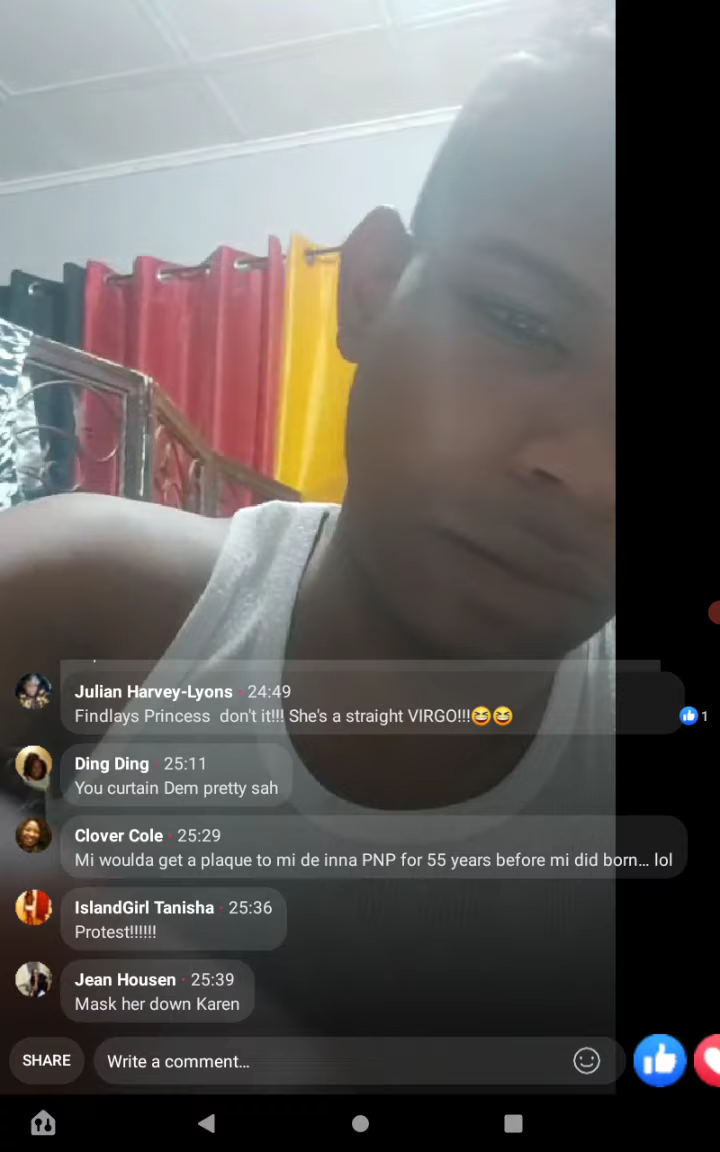 Julian Harvey-Lyons · 24:49
Findlays Princess  don't it!!! She's a straight VIRGO!!!😆😆
1
Ding Ding · 25:11
You curtain Dem pretty sah
Clover Cole · 25:29
Mi woulda get a plaque to mi de inna PNP for 55 years before mi did born... lol
IslandGirl Tanisha · 25:36
Protest!!!!!!
Jean Housen · 25:39
Mask her down Karen
SHARE
Write a comment...